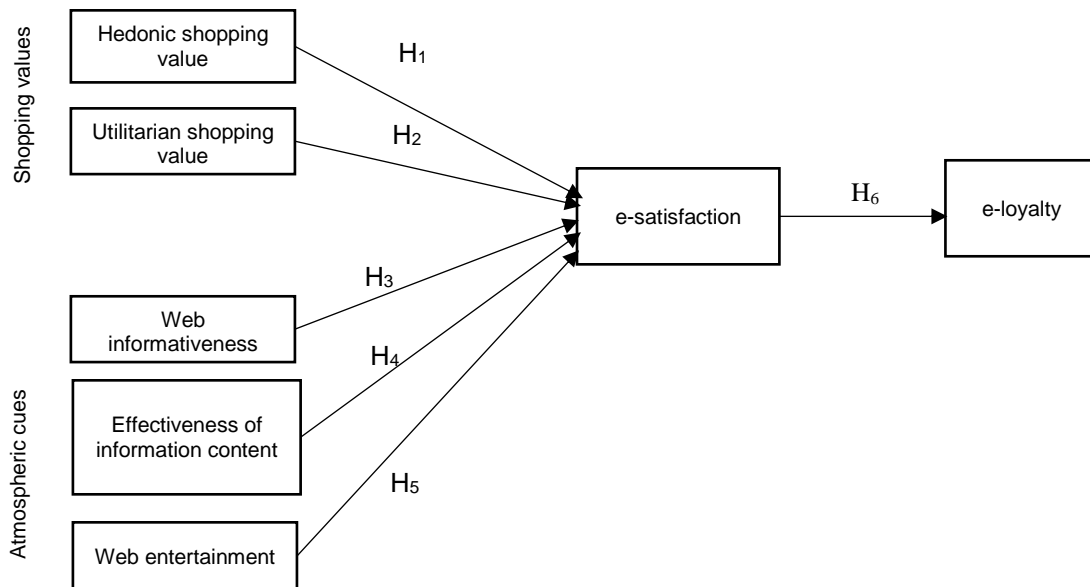 Shopping values
Hedonic shopping
value
H1
Utilitarian shopping
value
H2
e-satisfaction
H6
e-loyalty
Atmospheric cues
Web
informativeness
H3
Effectiveness of
information content
H4
Web entertainment
H5